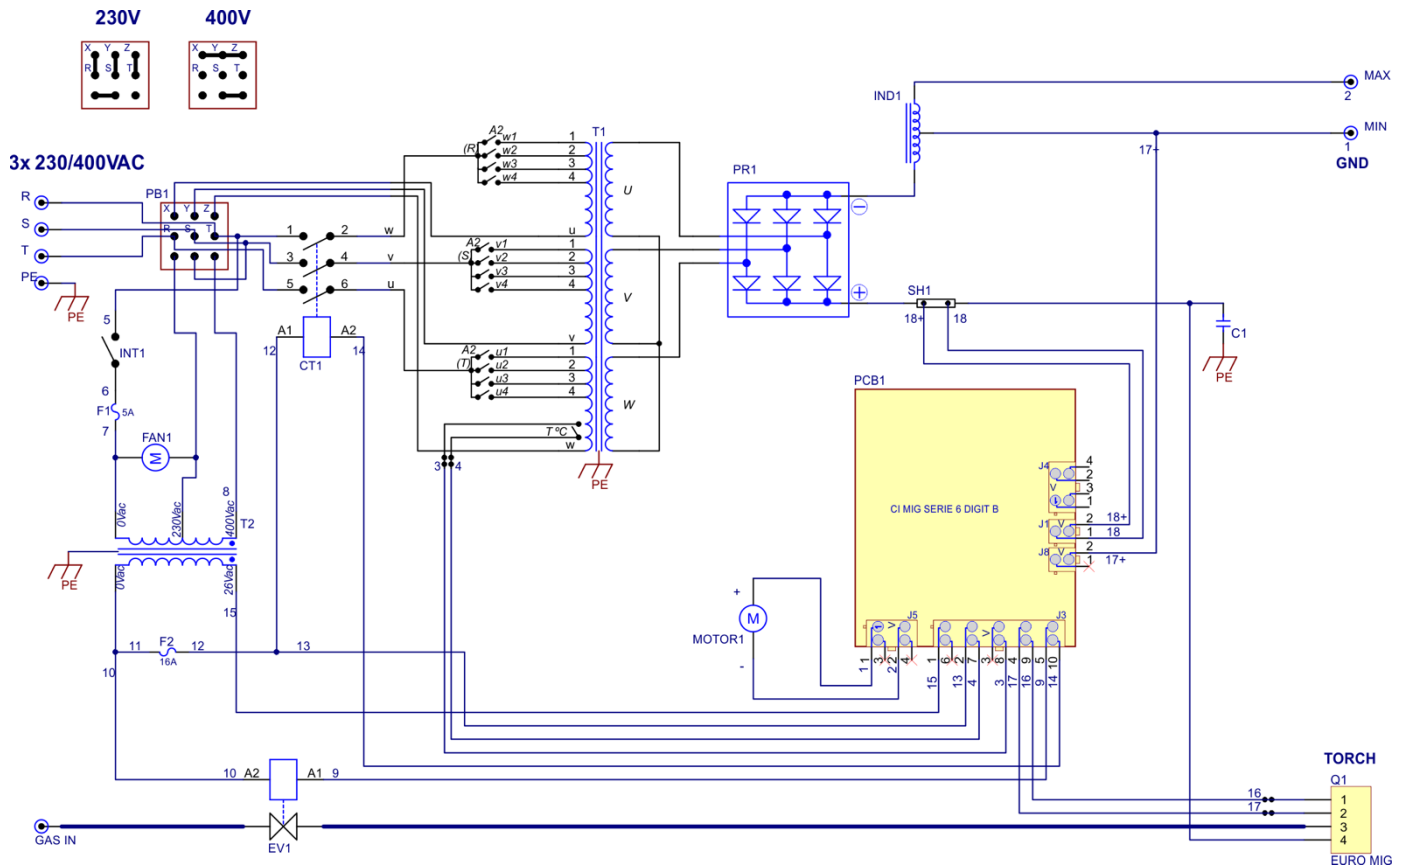 230V
400V
X Y Z
R S T
X Y Z
R S T
3x 230/400VAC
R
S
T
PE
PE
PB1
X Y Z
R S T
1 2 w
3 4 v
5 6 u
A1 A2
12 14
CT1
5
INT1
6
F1 5A
7
FAN1
M
8
0Vac
230Vac
400Vac
T2
PE
0Vac
26Vac
15
11 F2 12 13
16A
10
10 A2 A1 9
GAS IN
EV1
A2
(R)
w1 1
w2 2
w3 3
w4 4
u
A2
(S
v1 1
v2 2
v3 3
v4 4
v
A2
(T)
u1 1
u2 2
u3 3
u4 4
TºC
w
3 4
T1
U
V
W
PE
PR1
IND1
MAX
2
MIN
1
GND
17+
SH1
18+ 18
C1
PE
PCB1
CI MIG SERIE 6 DIGIT B
J4
V
1
4
2
3
1
J1 V
2 18+
1 18
J8 V
2
1 17+
J5
1 V
J3
V
1 3 2 4
1 2
1 6 2 7 3 8 4 9 5 10
15 13 4 3 17 16 9 14
+
M
MOTOR1
-
TORCH
Q1
16 1
17 2
3
4
EURO MIG